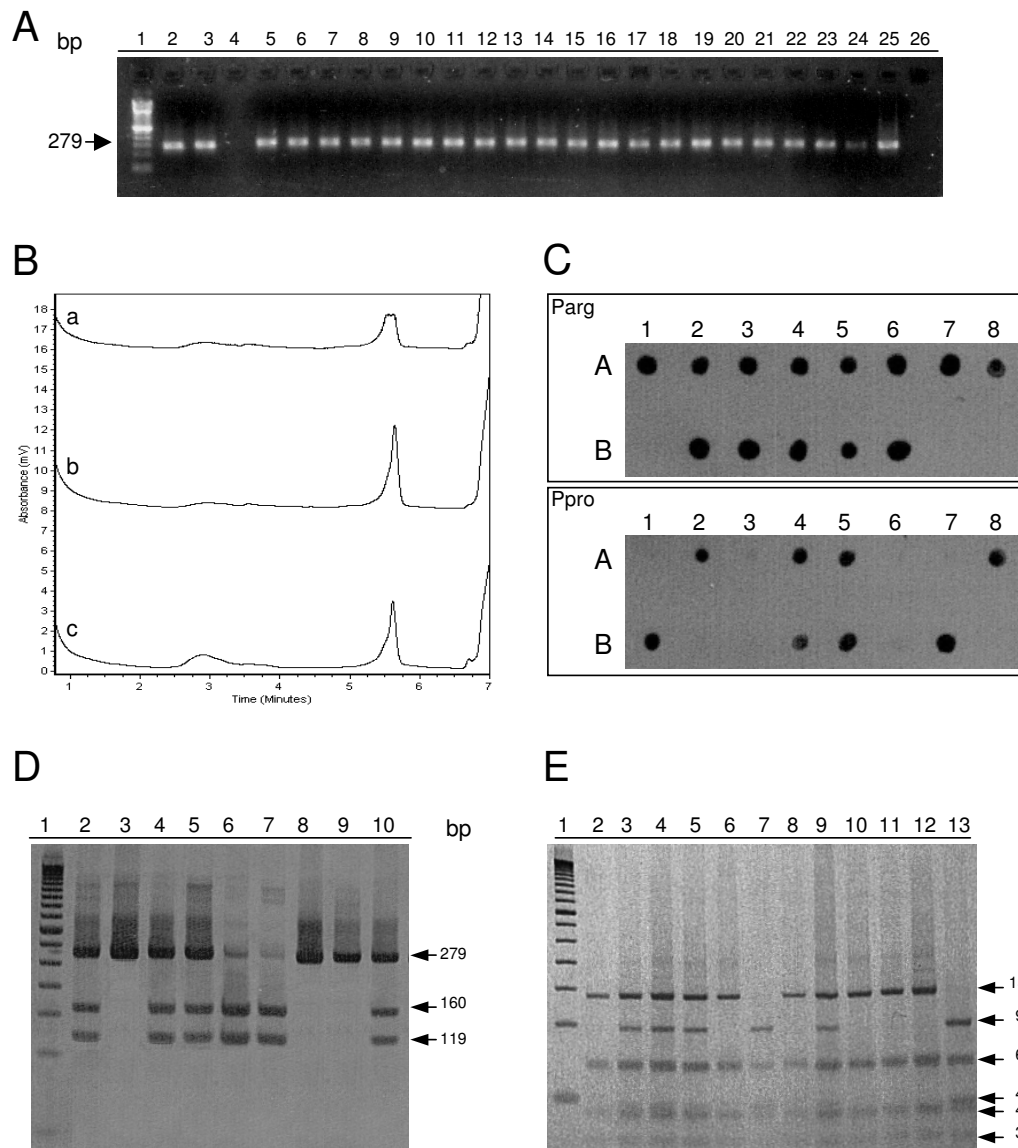 A
bp 1 2 3 4 5 6 7 8 9 10 11 12 13 14 15 16 17 18 19 20 21 22 23 24 25 26
279
B
18
17
16
15
14
13
12
11
10
9
8
7
6
5
4
3
2
1
0
Absorbance (mV)
a
b
c
1 2 3 4 5 6 7
Time (Minutes)
C
Parg
1 2 3 4 5 6 7 8
A
B
Ppro
1 2 3 4 5 6 7 8
A
B
D
1 2 3 4 5 6 7 8 9 10 bp
279
160
119
E
1 2 3 4 5 6 7 8 9 10 11 12 13
1
9
6